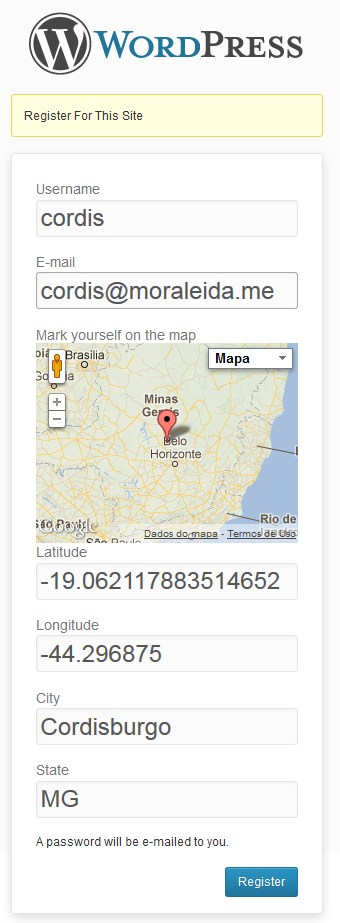 WORDPRESS
Register For This Site
Username
cordis
E-mail
cordis@moraleida.me
Mark yourself on the map
Brasília
Mapa
Minas
Gerais
Belo
Horizonte
Rio de
Google
Dados do mapa - Termos de Uso
São Paulo
Latitude
-19.062117883514652
Longitude
-44.296875
City
Cordisburgo
State
MG
A password will be e-mailed to you.
Register